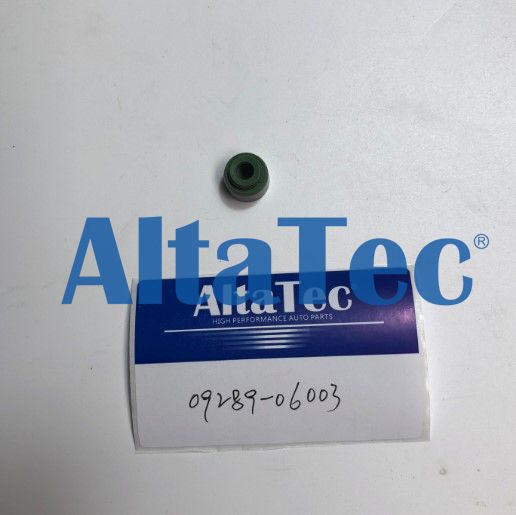 AltaTec®
AltaTec
HIGH PERFORMANCE AUTO PARTS
09289-06003